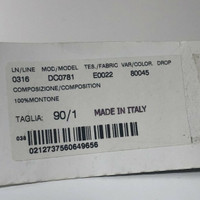 LN/LINE MOD./MODEL TES./FABRIC VAR/COLOR. DROP
0316 DC0781 E0022 80045
COMPOSIZIONE/COMPOSITION
100%MONTONE
TAGLIA: 90/1 MADE IN ITALY
036
0212737560649656